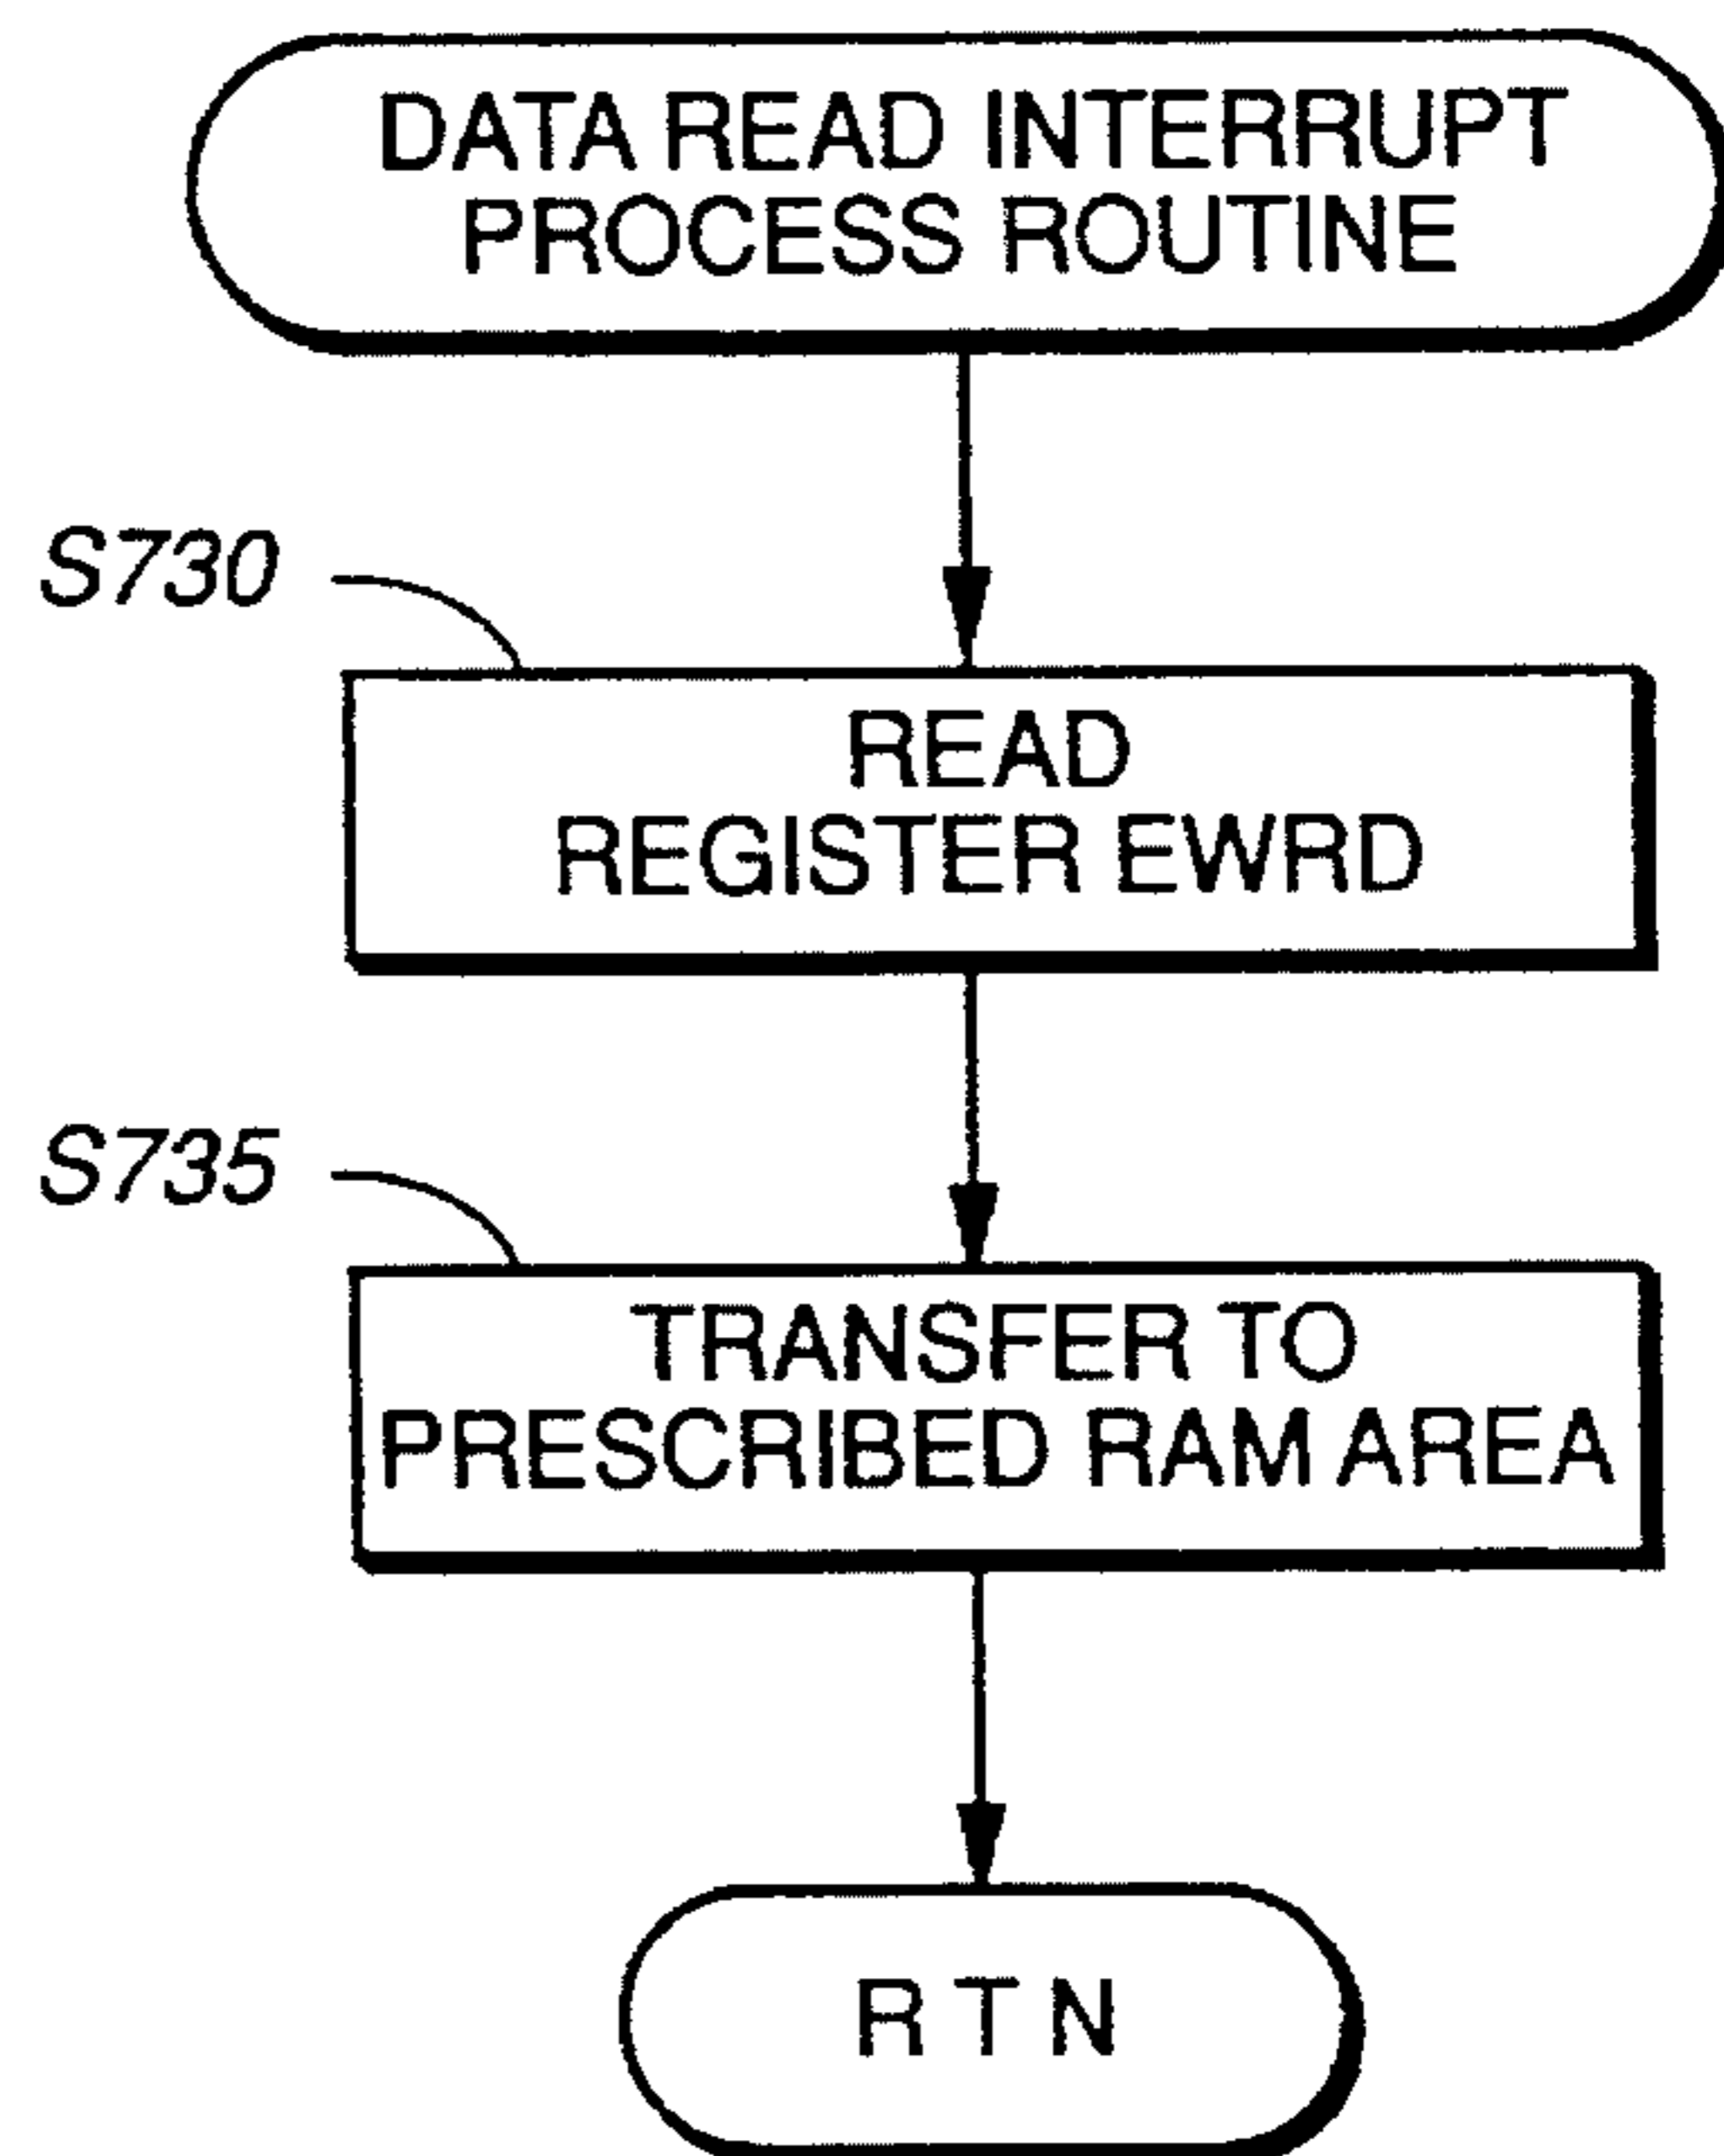 DATA READ INTERRUPT
PROCESS ROUTINE
S730
READ
REGISTER EWRD
S735
TRANSFER TO
PRESCRIBED RAM AREA
RTN